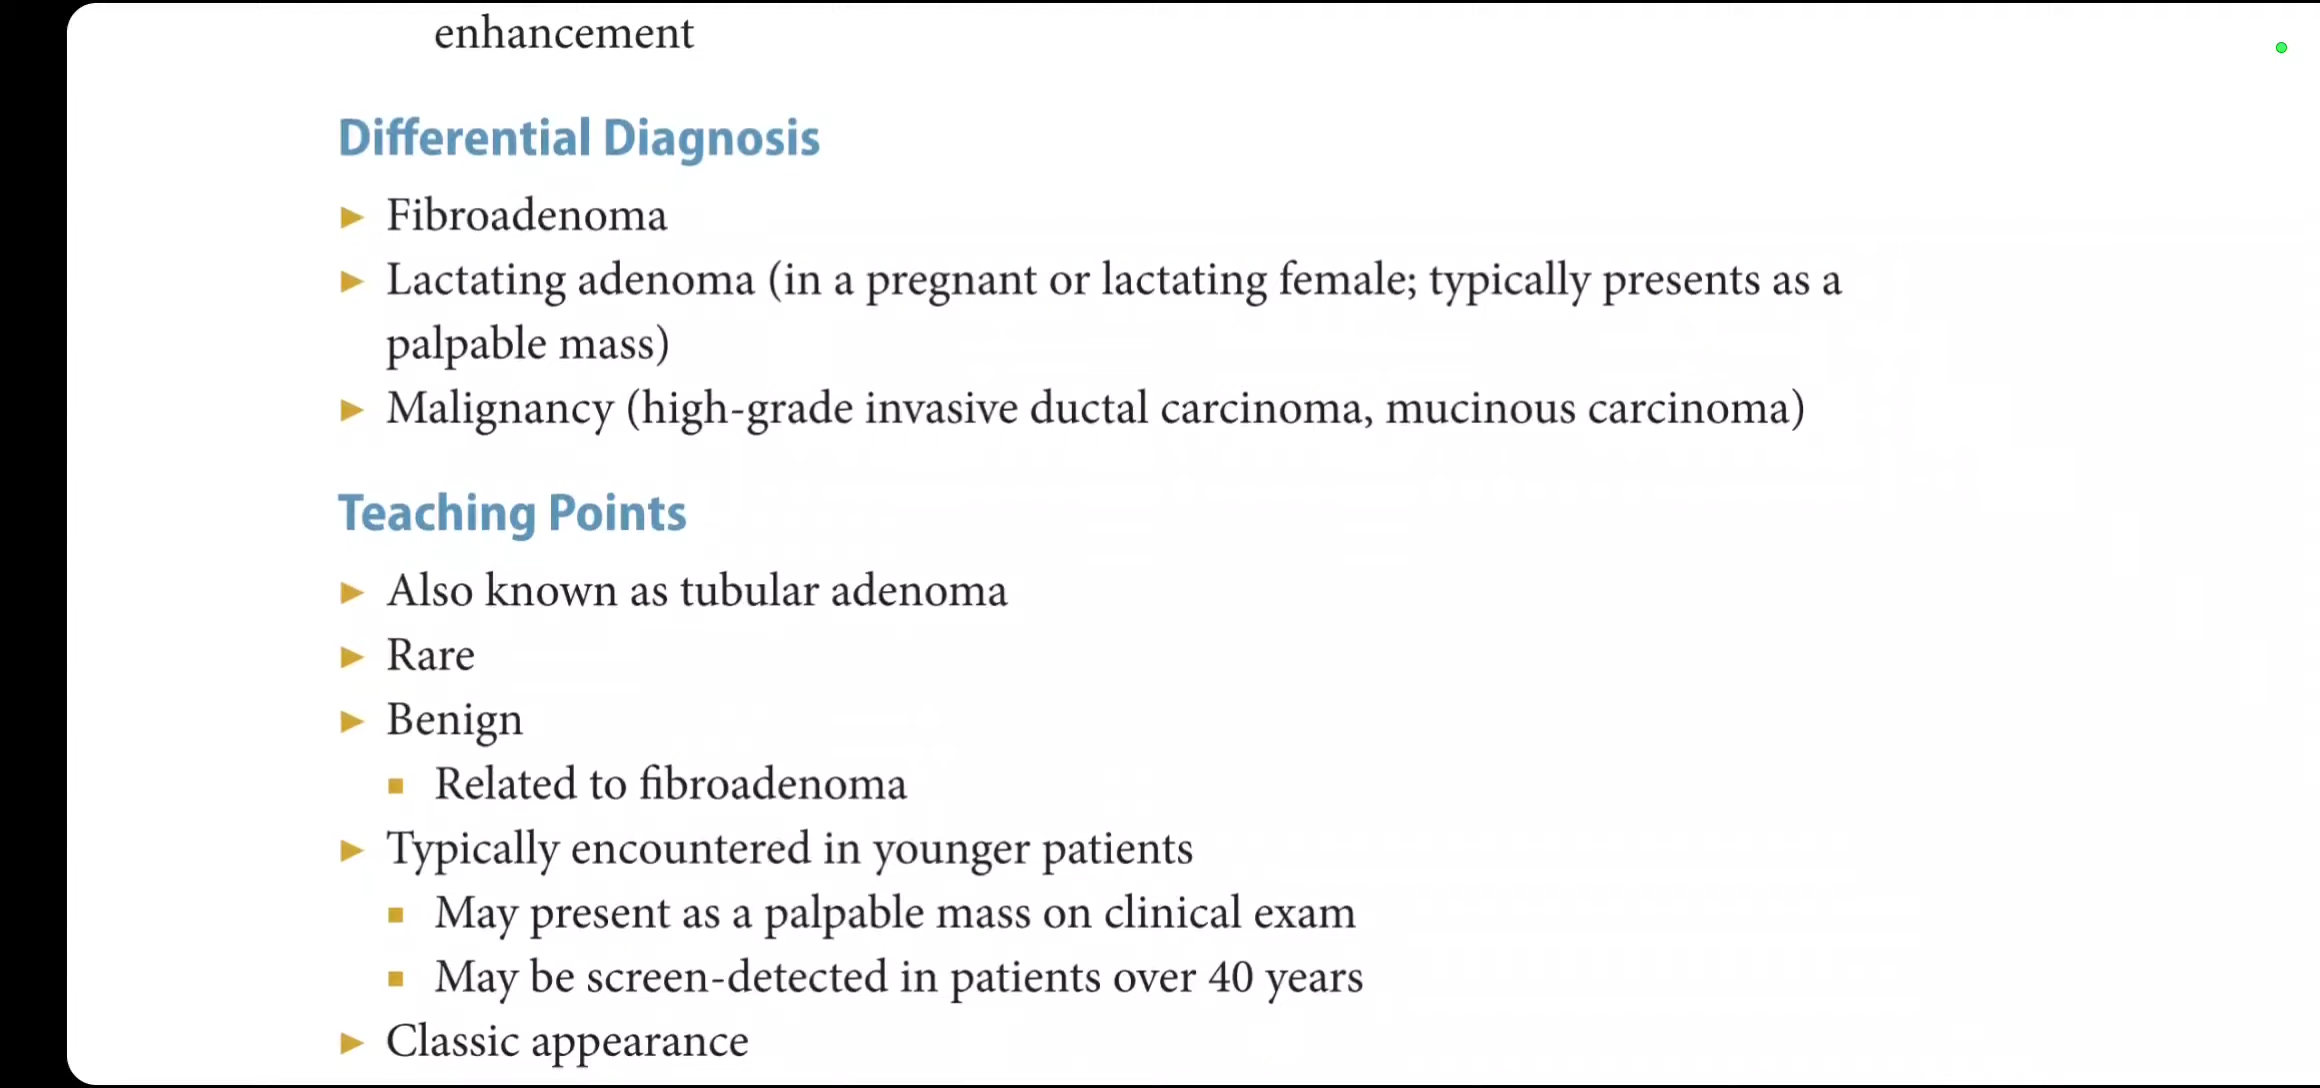 enhancement
Differential Diagnosis
► Fibroadenoma
► Lactating adenoma (in a pregnant or lactating female; typically presents as a
palpable mass)
► Malignancy (high-grade invasive ductal carcinoma, mucinous carcinoma)
Teaching Points
► Also known as tubular adenoma
► Rare
► Benign
■ Related to fibroadenoma
► Typically encountered in younger patients
■ May present as a palpable mass on clinical exam
■ May be screen-detected in patients over 40 years
► Classic appearance